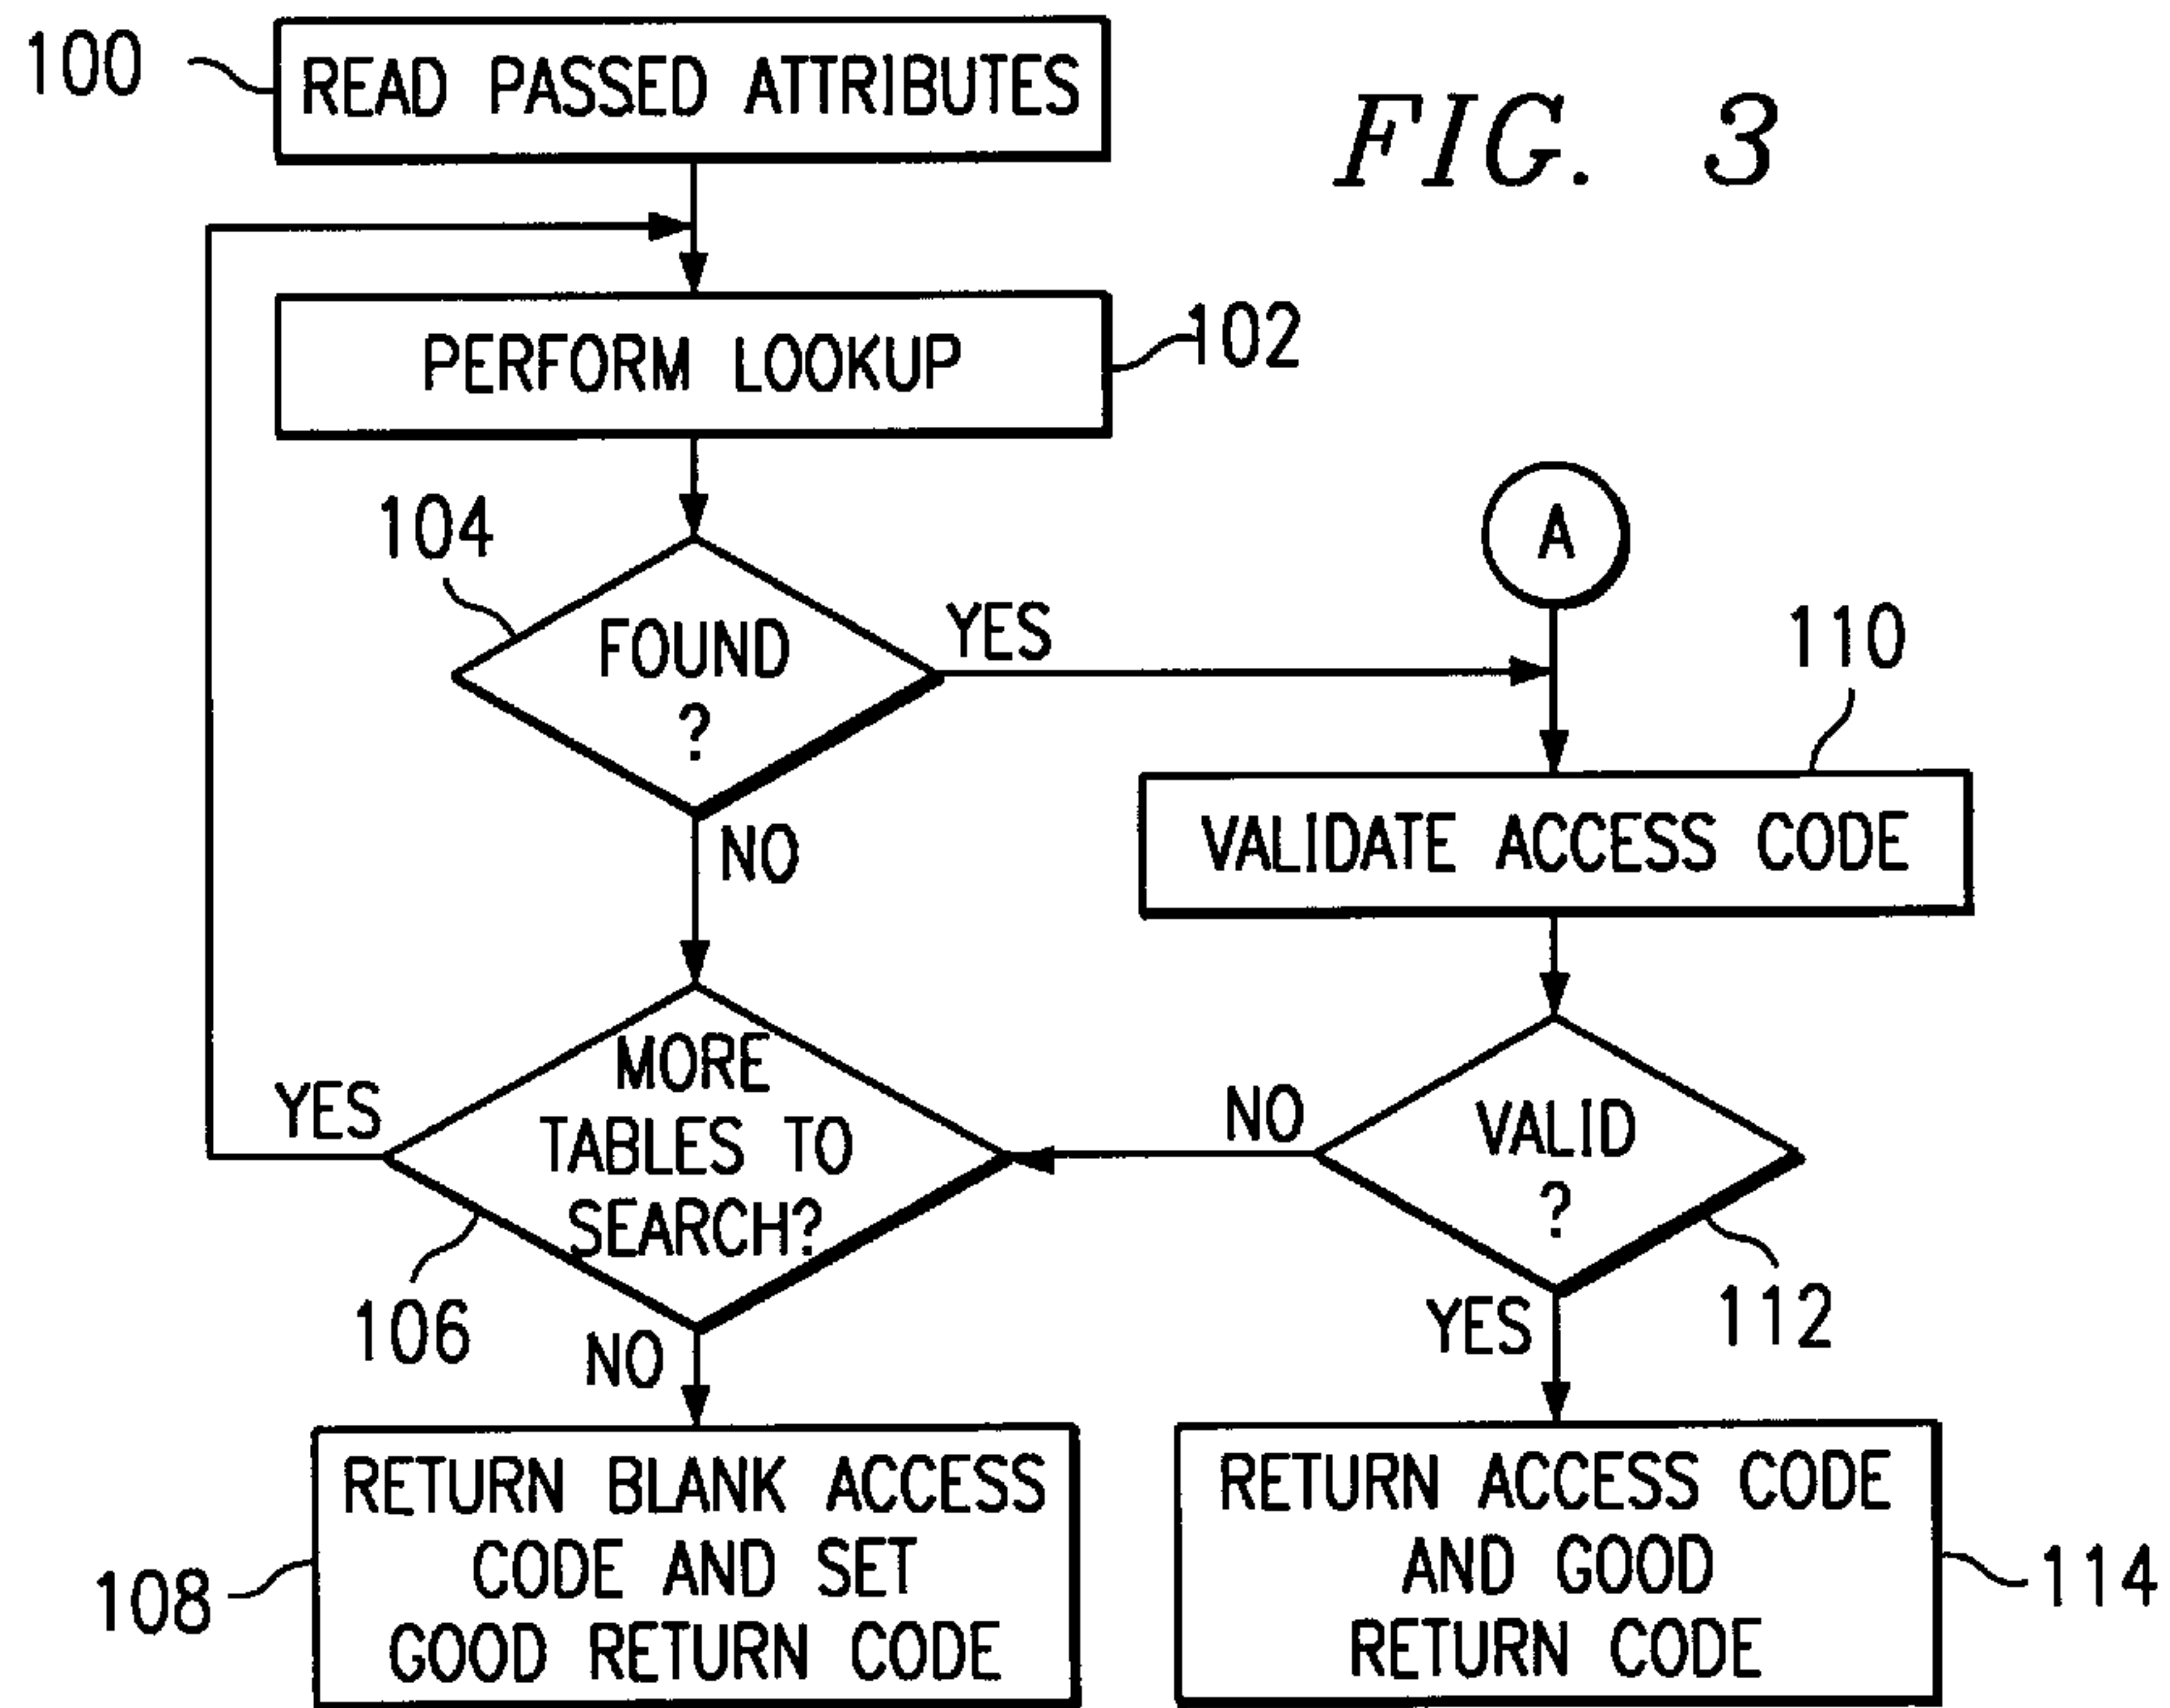 FIG. 3
100
READ PASSED ATTRIBUTES
PERFORM LOOKUP
102
104
FOUND
?
YES
NO
A
110
VALIDATE ACCESS CODE
MORE
TABLES TO
SEARCH?
YES
106
NO
VALID
?
NO
YES
112
RETURN BLANK ACCESS
CODE AND SET
GOOD RETURN CODE
108
RETURN ACCESS CODE
AND GOOD
RETURN CODE
114